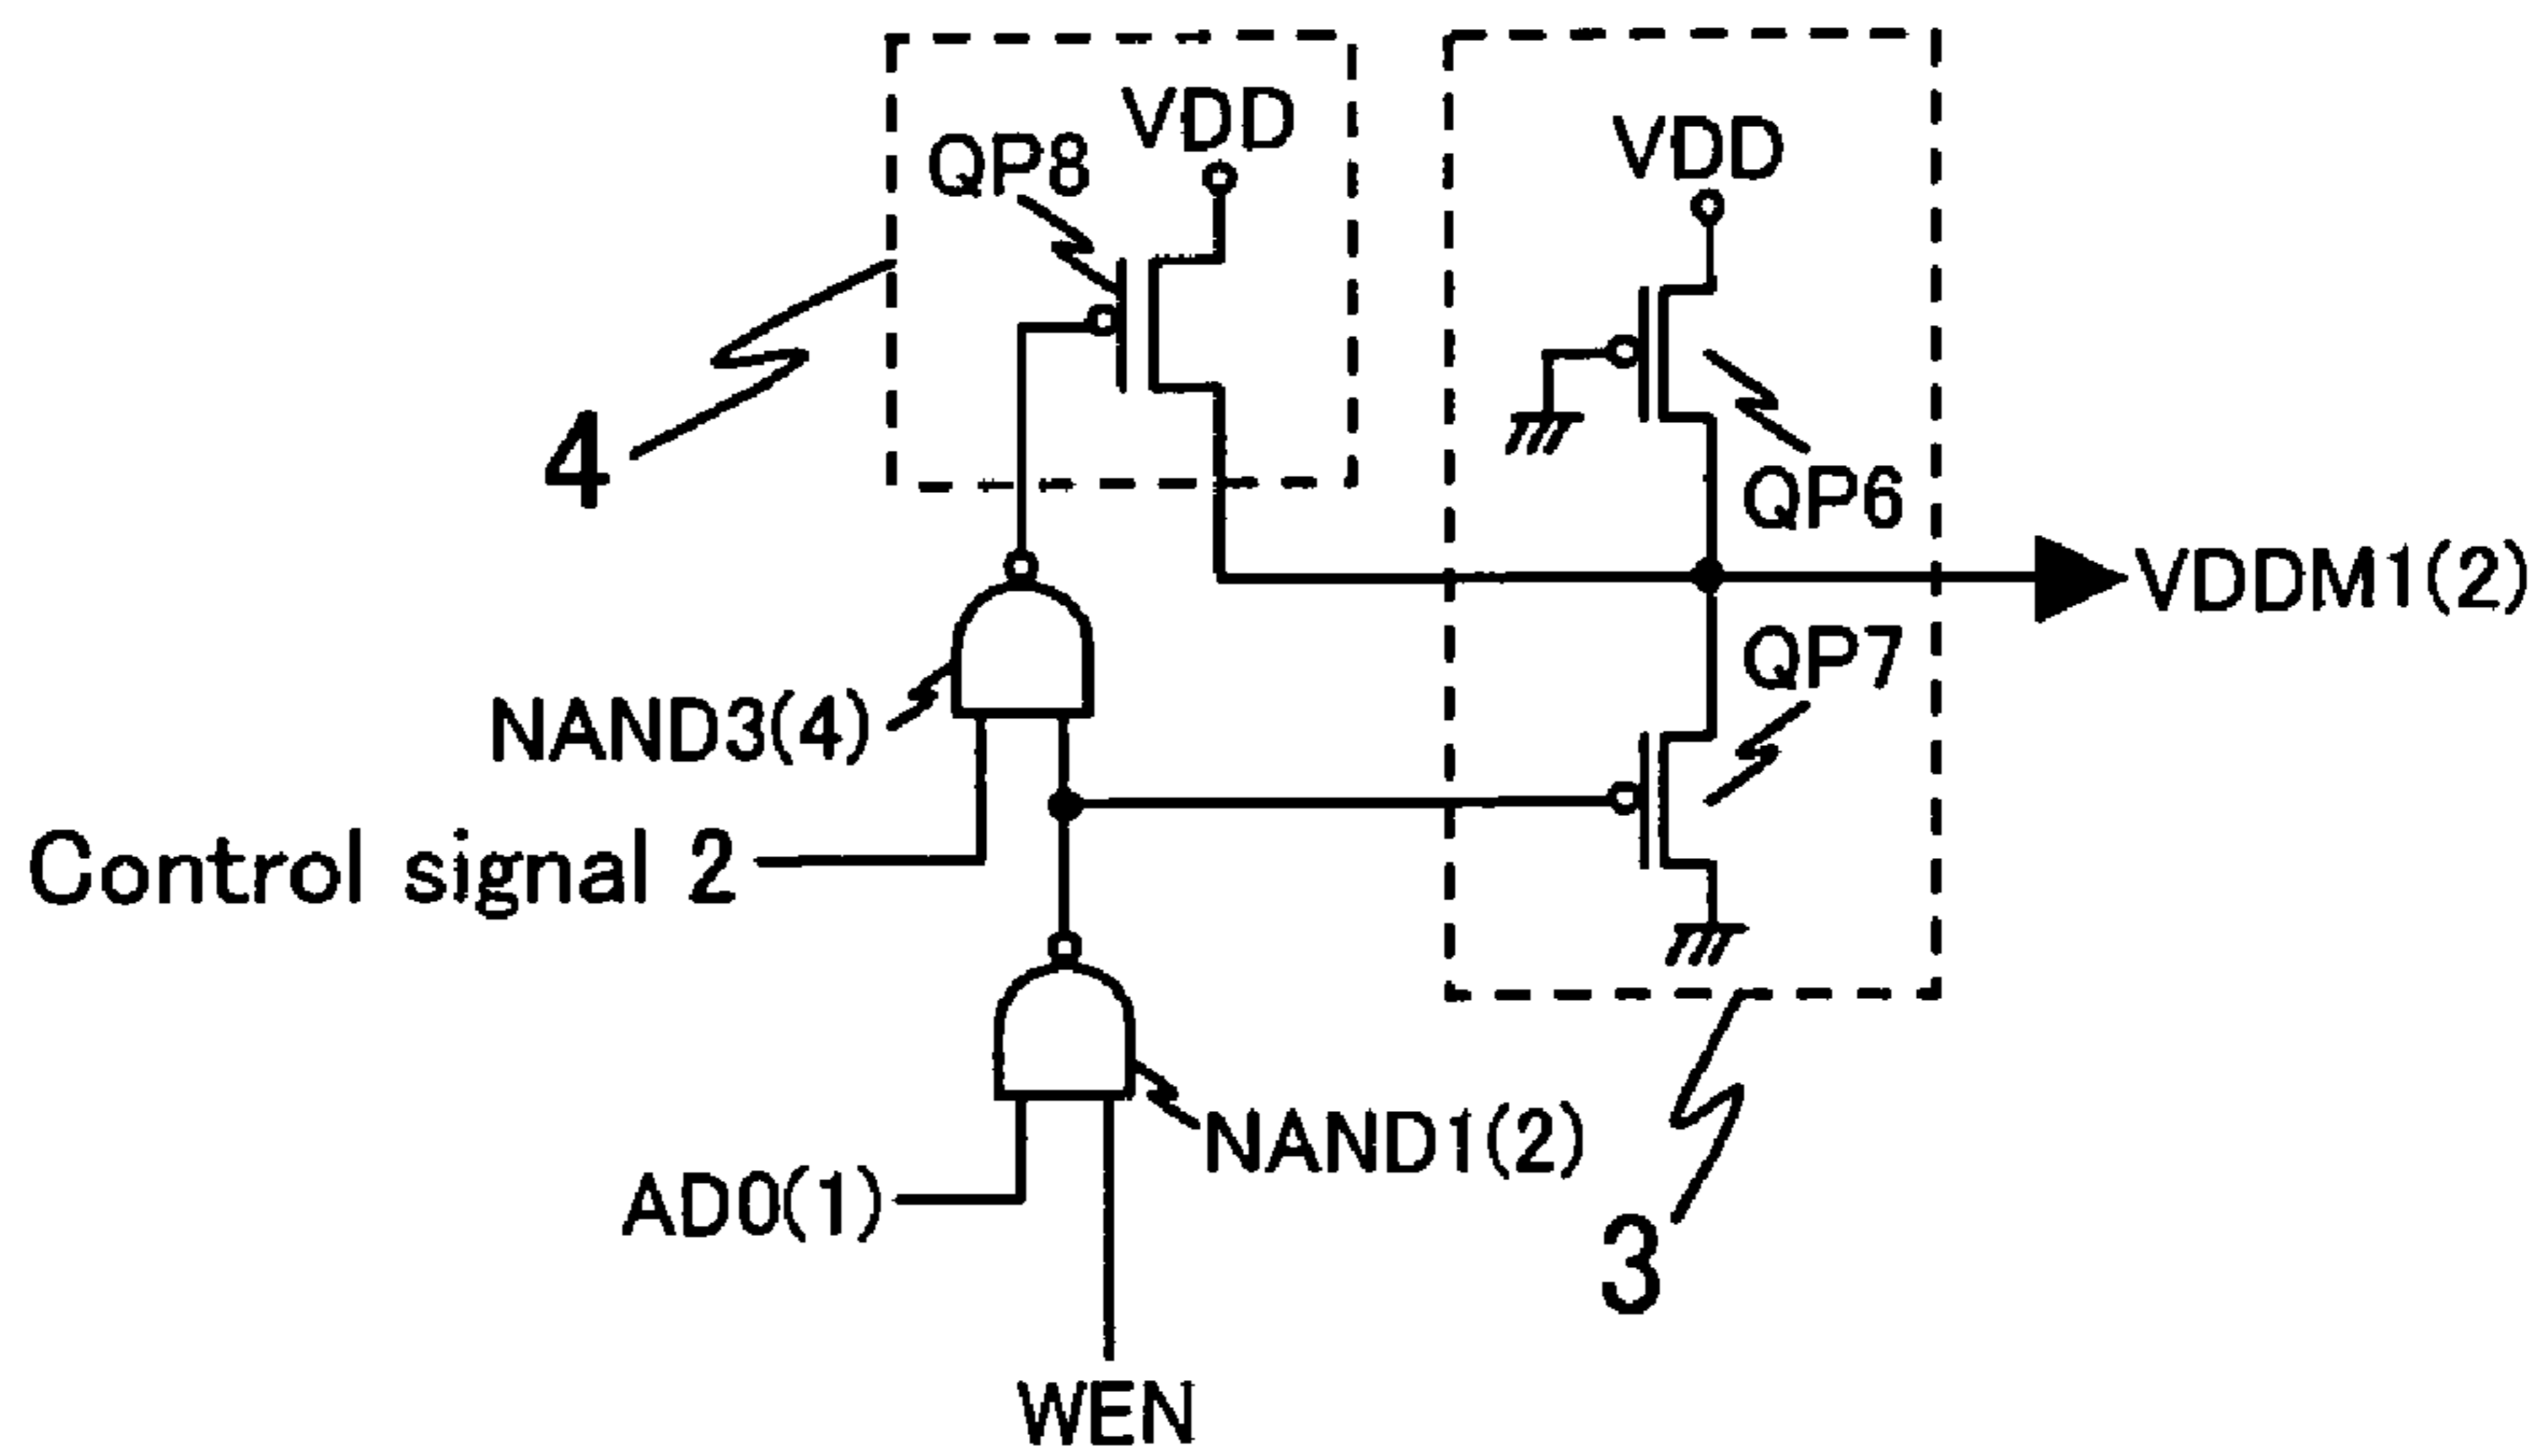 VDD
QP8
VDD
4
QP6
VDDM1(2)
QP7
NAND3(4)
Control signal 2
NAND1(2)
AD0(1)
3
WEN